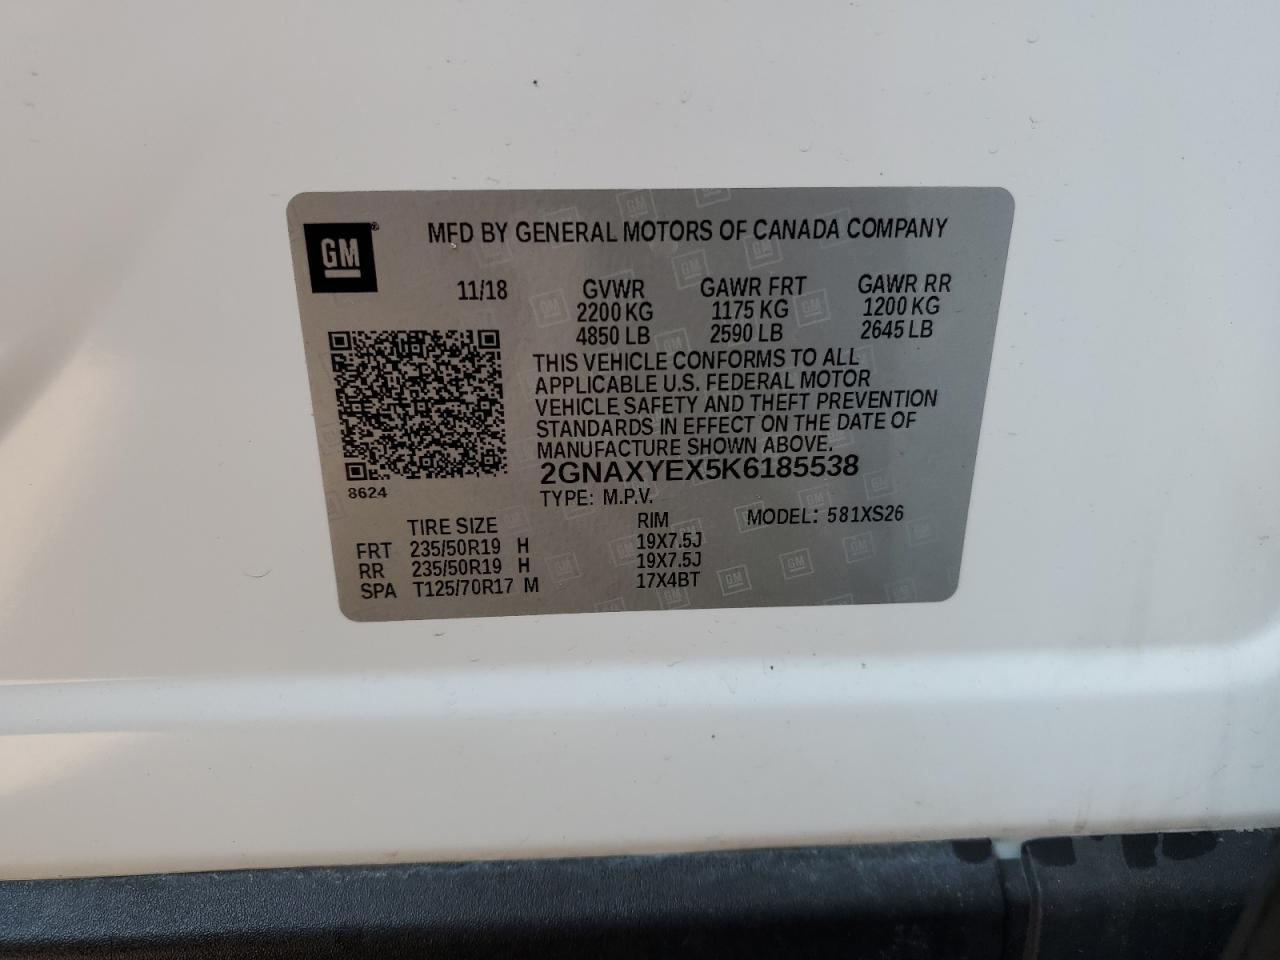 GM ®
MFD BY GENERAL MOTORS OF CANADA COMPANY
11/18 GVWR GAWR FRT GAWR RR
2200 KG 1175 KG 1200 KG
4850 LB 2590 LB 2645 LB
THIS VEHICLE CONFORMS TO ALL
APPLICABLE U.S. FEDERAL MOTOR
VEHICLE SAFETY AND THEFT PREVENTION
STANDARDS IN EFFECT ON THE DATE OF
MANUFACTURE SHOWN ABOVE.
2GNAXYEX5K6185538
8624
TYPE: M.P.V.
TIRE SIZE RIM MODEL: 581XS26
FRT 235/50R19 H 19X7.5J
RR 235/50R19 H 19X7.5J
SPA T125/70R17 M 17X4BT